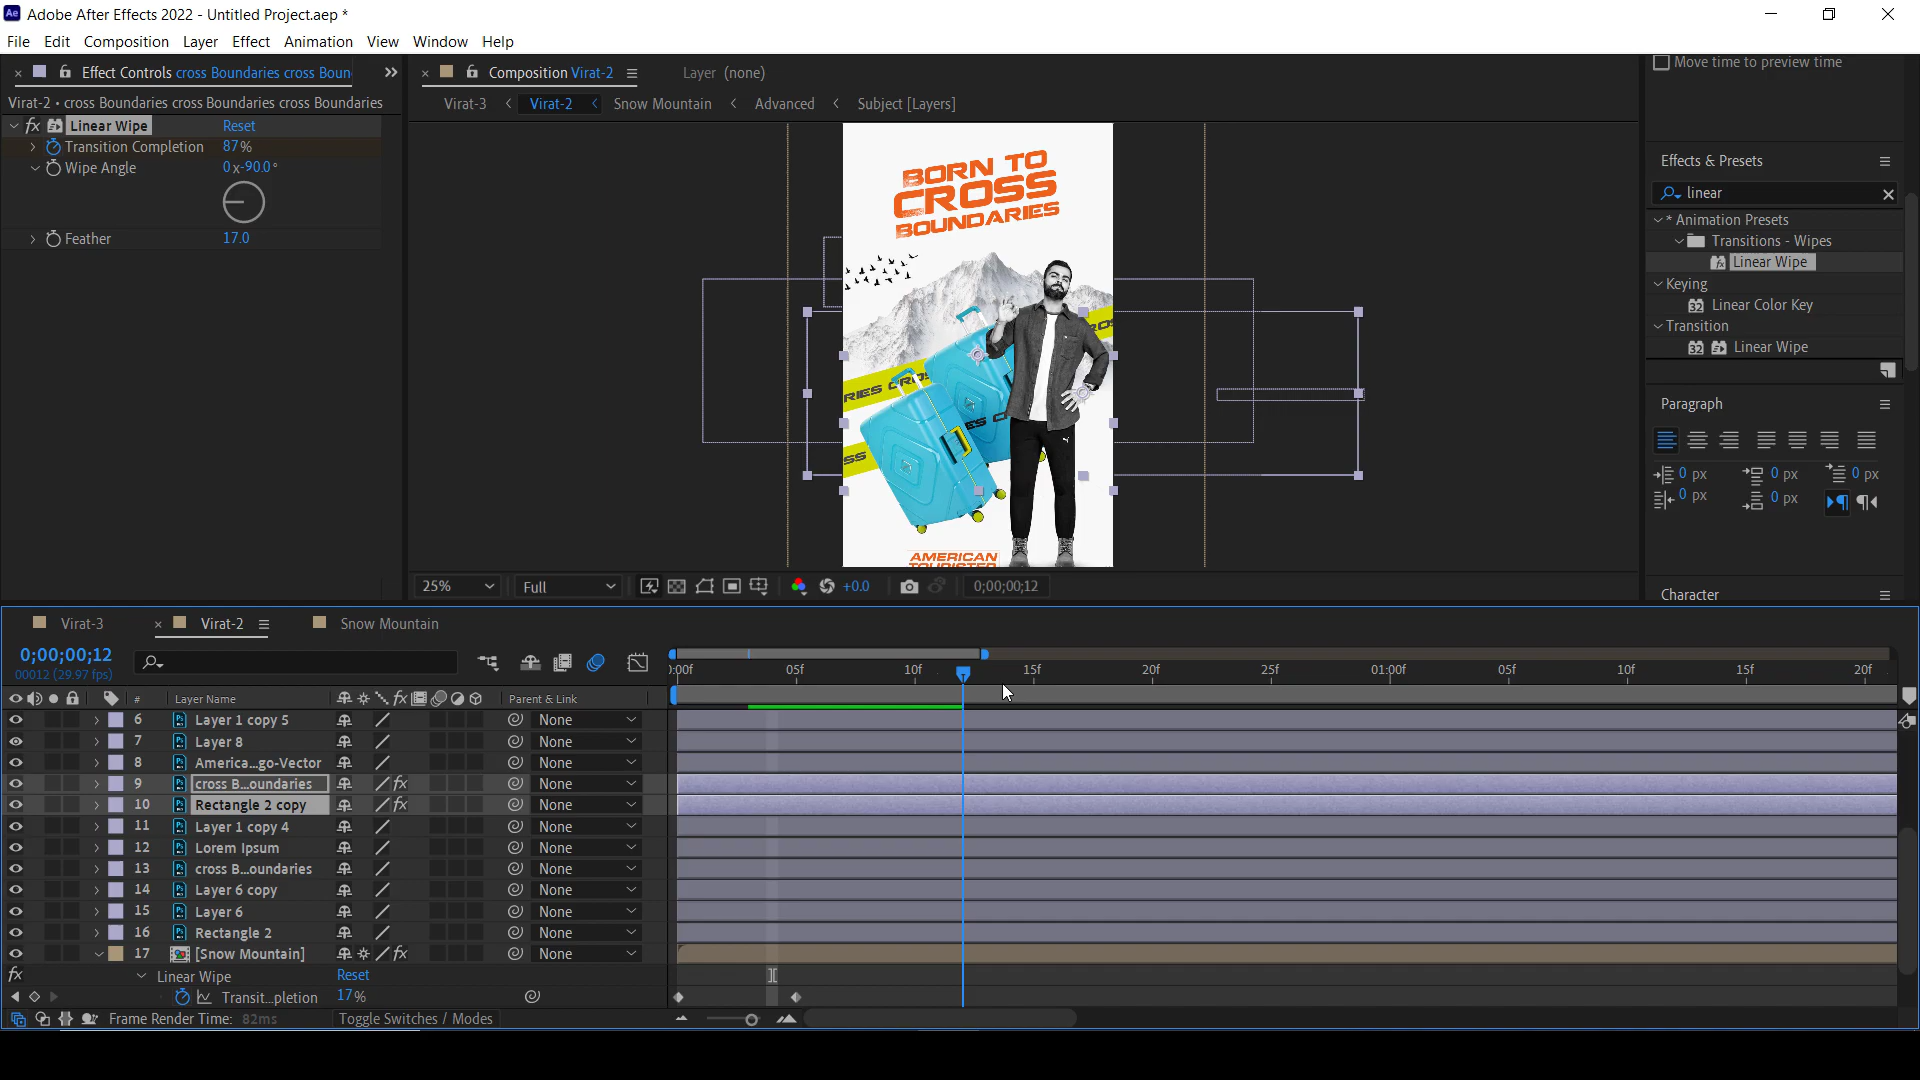 Adobe After Effects 2022 - Untitled Project.aep *
File Edit Composition Layer Effect Animation View Window Help
Effect Controls cross Boundaries cross Boun
Virat-2 • cross Boundaries cross Boundaries cross Boundaries
fx Linear Wipe Reset
Transition Completion 87%
Wipe Angle 0x-90.0°
Feather 17.0
Composition Virat-2
Layer (none)
Virat-3 < Virat-2 < Snow Mountain < Advanced < Subject [Layers]
BORN TO
CROSS
BOUNDARIES
RIES CROSS
AMERICAN
TOURISTER
25% Full +0.0 0;00;00;12
Move time to preview time
Effects & Presets
linear
* Animation Presets
Transitions - Wipes
Linear Wipe
Keying
Linear Color Key
Transition
Linear Wipe
Paragraph
0 px 0 px 0 px
0 px 0 px
Character
Virat-3 Virat-2 Snow Mountain
0;00;00;12
00012 (29.97 fps)
):00f 05f 10f 15f 20f 25f 01:00f 05f 10f 15f 20f
# Layer Name Parent & Link
6 Layer 1 copy 5 None
7 Layer 8 None
8 America...go-Vector None
9 cross B...oundaries fx None
10 Rectangle 2 copy fx None
11 Layer 1 copy 4 None
12 Lorem Ipsum None
13 cross B...oundaries None
14 Layer 6 copy None
15 Layer 6 None
16 Rectangle 2 None
17 [Snow Mountain] fx None
fx Linear Wipe Reset
Transit...pletion 17%
Frame Render Time: 82ms Toggle Switches / Modes